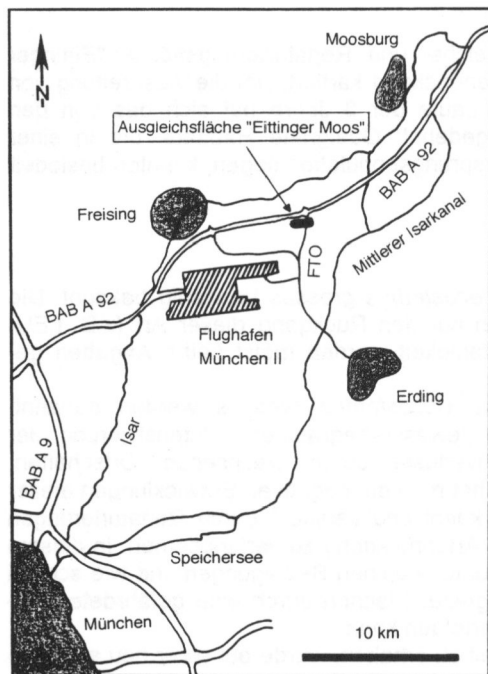 N
Moosburg
Ausgleichsfläche "Eittinger Moos"
BAB A 92
Freising
Mittlerer Isarkanal
FTO
BAB A 92
Flughafen
München II
Erding
Isar
BAB A 9
Speichersee
München
10 km